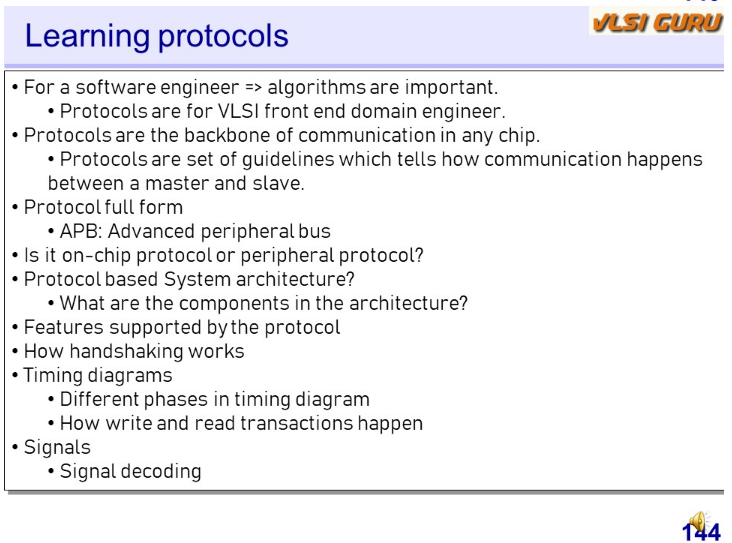 VLSI GURU
Learning protocols
• For a software engineer => algorithms are important.
• Protocols are for VLSI front end domain engineer.
• Protocols are the backbone of communication in any chip.
• Protocols are set of guidelines which tells how communication happens
between a master and slave.
• Protocol full form
• APB: Advanced peripheral bus
• Is it on-chip protocol or peripheral protocol?
• Protocol based System architecture?
• What are the components in the architecture?
• Features supported by the protocol
• How handshaking works
• Timing diagrams
• Different phases in timing diagram
• How write and read transactions happen
• Signals
• Signal decoding
144